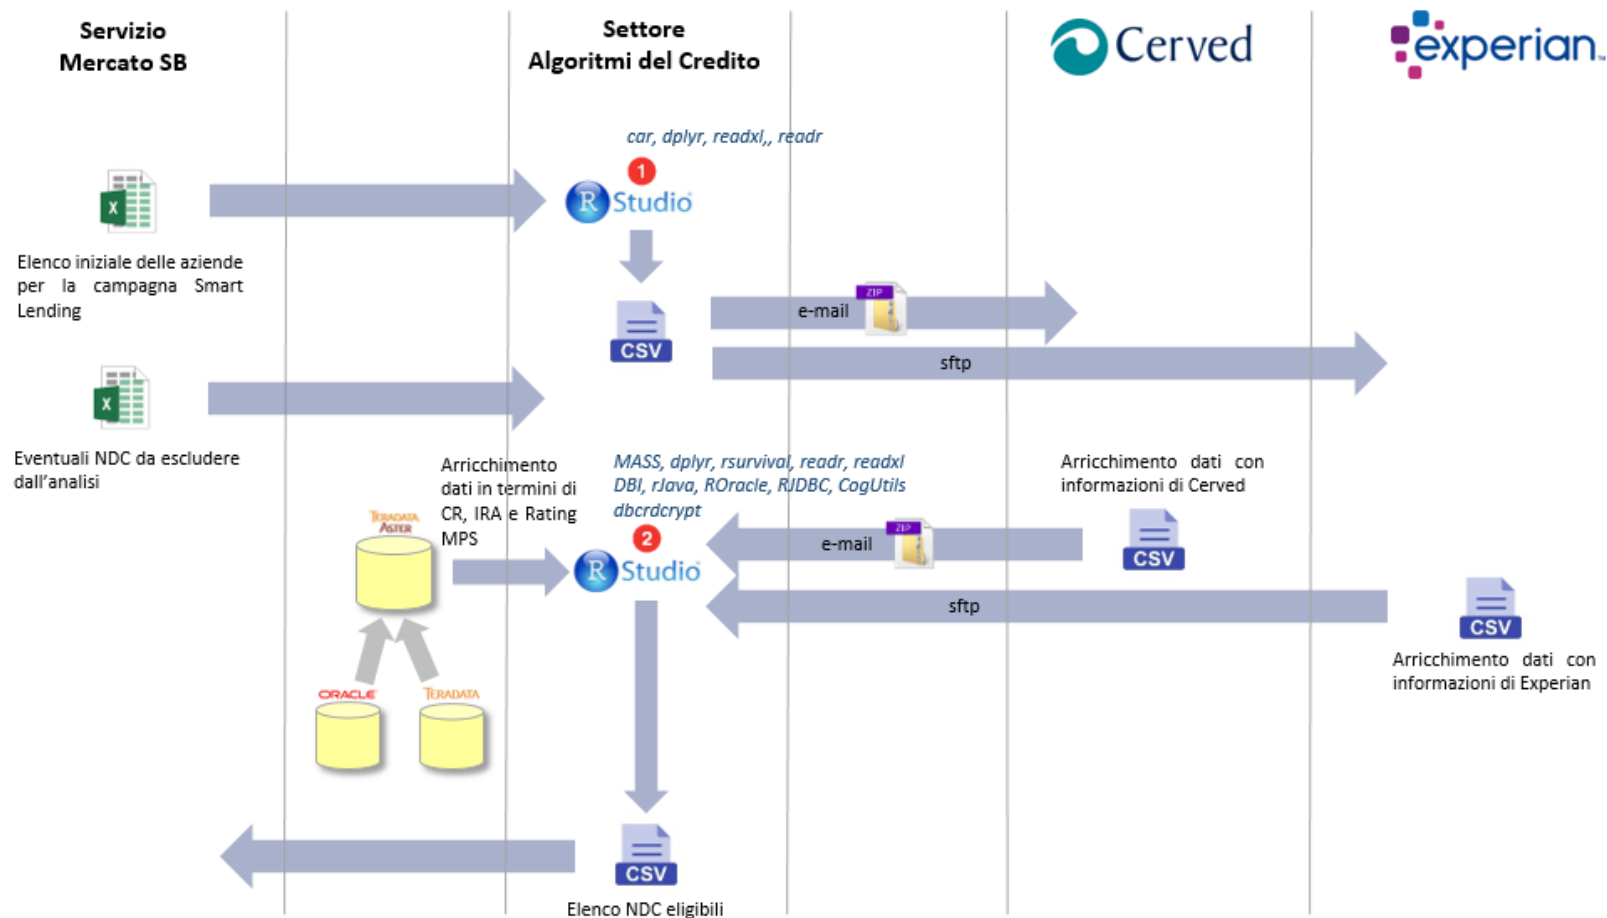 Servizio
Mercato SB
Settore
Algoritmi del Credito
Cerved
experian™
car, dplyr, readxl,, readr
1
R Studio
X
Elenco iniziale delle aziende
per la campagna Smart
Lending
ZIP
e-mail
CSV
sftp
X
Eventuali NDC da escludere
dall'analisi
Arricchimento
dati in termini di
CR, IRA e Rating
MPS
MASS, dplyr, rsurvival, readr, readxl
DBI, rJava, ROracle, RJDBC, CogUtils
dbcrdcrypt
Arricchimento dati con
informazioni di Cerved
TERADATA
ASTER
2
R Studio
ZIP
e-mail
CSV
sftp
CSV
Arricchimento dati con
informazioni di Experian
ORACLE
TERADATA
CSV
Elenco NDC eligibili